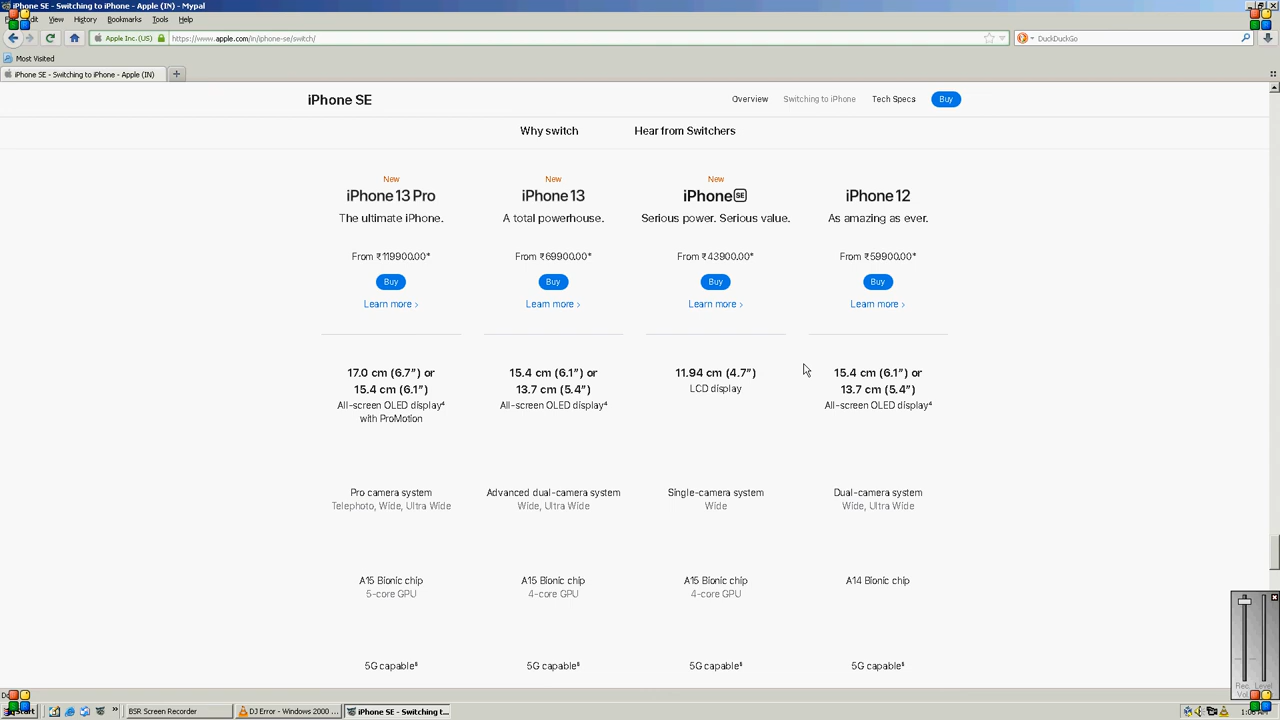 iPhone SE - Switching to iPhone - Apple (IN) - Mypal
View History Bookmarks Tools Help
Apple Inc. (US) https://www.apple.com/in/iphone-se/switch/ DuckDuckGo
Most Visited
iPhone SE - Switching to iPhone - Apple (IN)
iPhone SE Overview Switching to iPhone Tech Specs Buy
Why switch Hear from Switchers
New New New
iPhone 13 Pro iPhone 13 iPhone SE iPhone 12
The ultimate iPhone. A total powerhouse. Serious power. Serious value. As amazing as ever.
From ₹119900.00* From ₹69900.00* From ₹43900.00* From ₹59900.00*
Buy Buy Buy Buy
Learn more > Learn more > Learn more > Learn more >
17.0 cm (6.7″) or 15.4 cm (6.1″) or 11.94 cm (4.7″) 15.4 cm (6.1″) or
15.4 cm (6.1″) 13.7 cm (5.4″) LCD display 13.7 cm (5.4″)
All-screen OLED display⁴ All-screen OLED display⁴ All-screen OLED display⁴
with ProMotion
Pro camera system Advanced dual-camera system Single-camera system Dual-camera system
Telephoto, Wide, Ultra Wide Wide, Ultra Wide Wide Wide, Ultra Wide
A15 Bionic chip A15 Bionic chip A15 Bionic chip A14 Bionic chip
5-core GPU 4-core GPU 4-core GPU
5G capable⁵ 5G capable⁵ 5G capable⁵ 5G capable⁵
Rec. Level
Start BSR Screen Recorder DJ Error - Windows 2000 ... iPhone SE - Switching t...